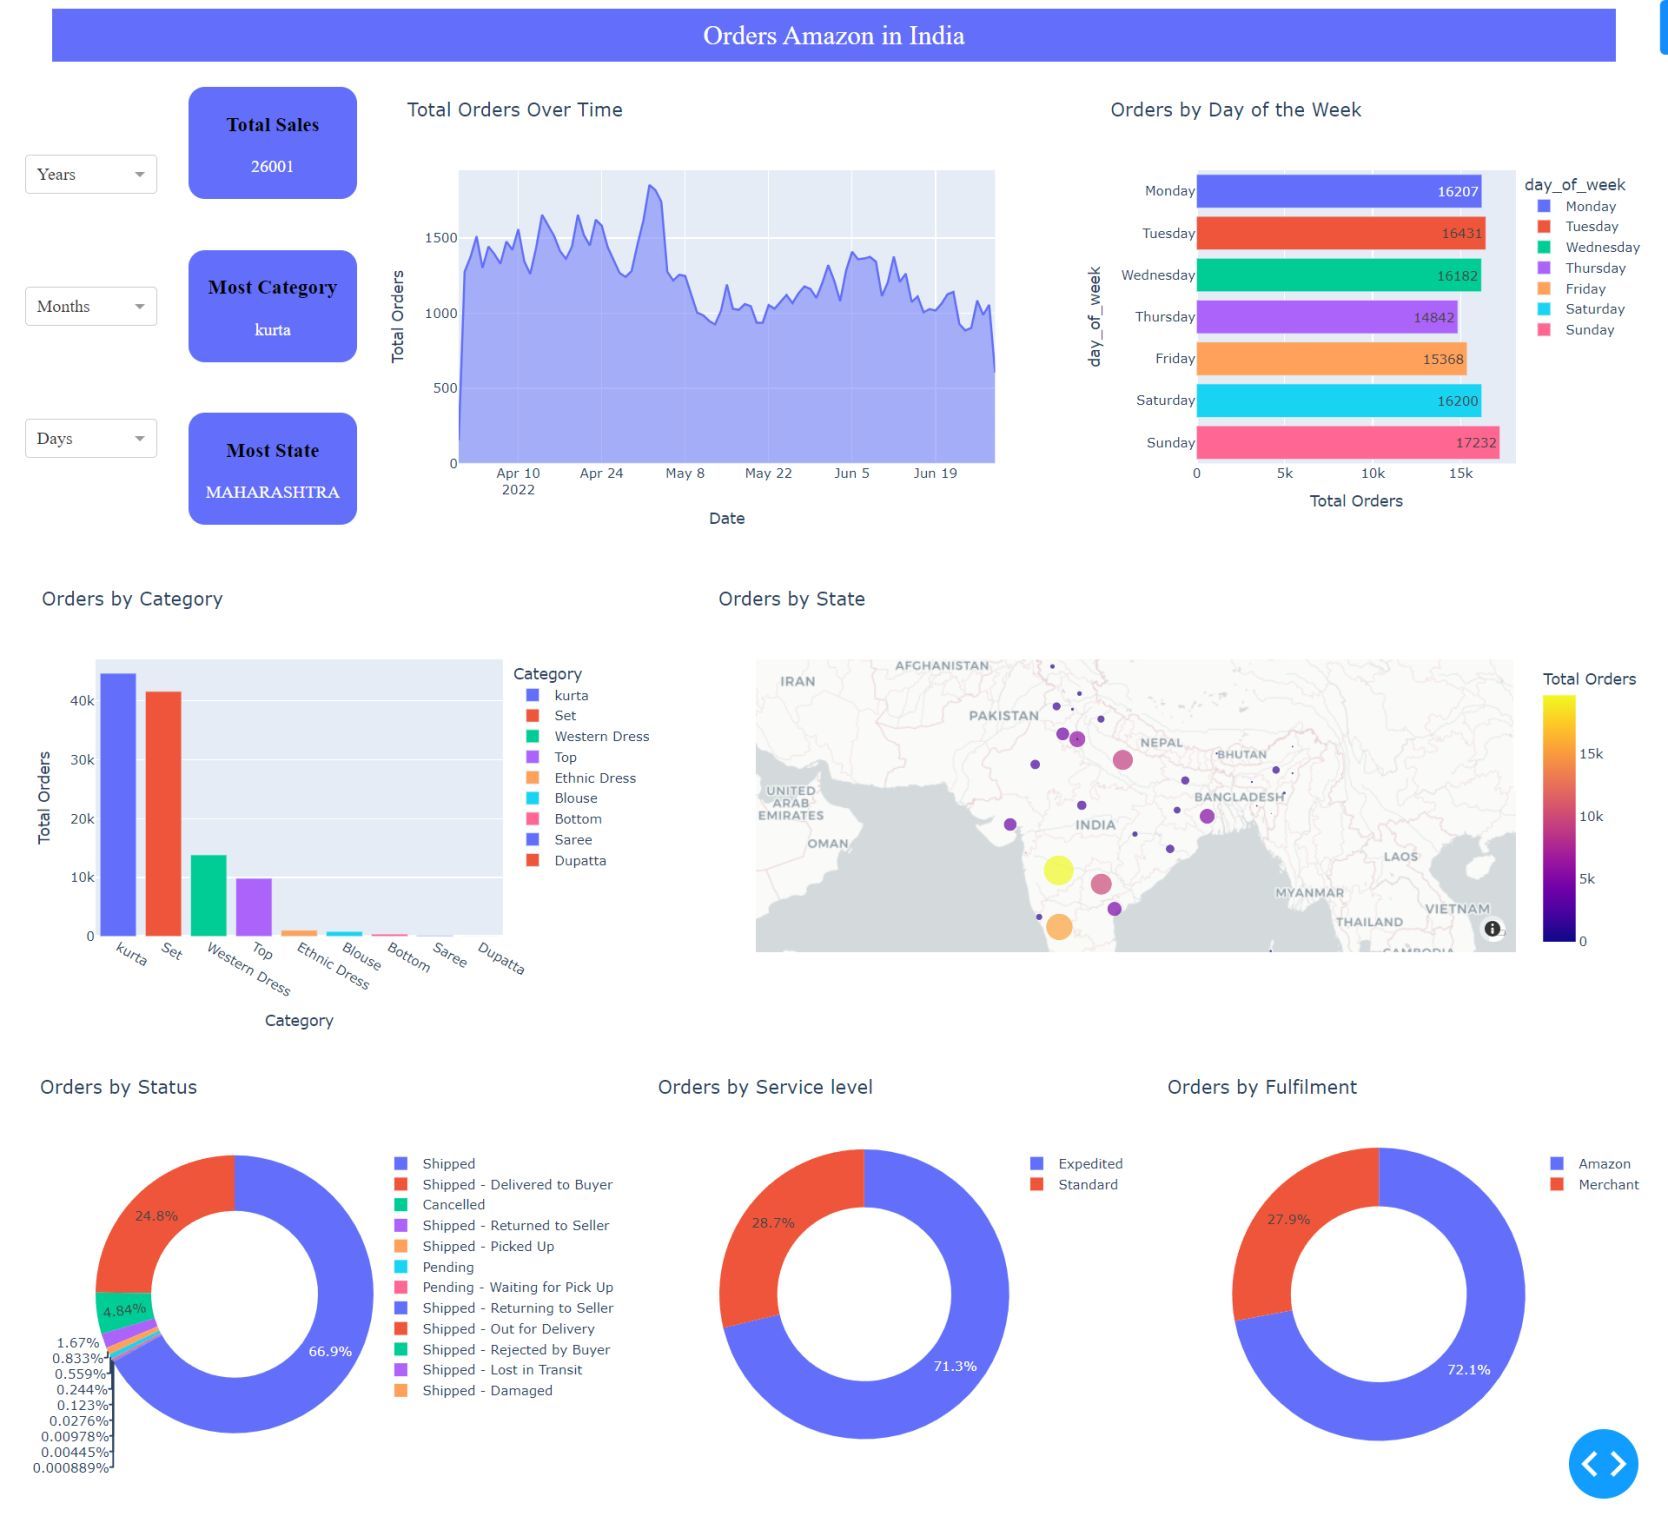 Orders Amazon in India
Years
Months
Days
Total Sales
26001
Most Category
kurta
Most State
MAHARASHTRA
Total Orders Over Time
Total Orders
1500
1000
500
0
Apr 10
2022
Apr 24
May 8
May 22
Jun 5
Jun 19
Date
Orders by Day of the Week
day_of_week
Monday
Tuesday
Wednesday
Thursday
Friday
Saturday
Sunday
16207
16431
16182
14842
15368
16200
17232
0
5k
10k
15k
Total Orders
day_of_week
Monday
Tuesday
Wednesday
Thursday
Friday
Saturday
Sunday
Orders by Category
Total Orders
40k
30k
20k
10k
0
kurta
Set
Western Dress
Top
Ethnic Dress
Blouse
Bottom
Saree
Dupatta
Category
Category
kurta
Set
Western Dress
Top
Ethnic Dress
Blouse
Bottom
Saree
Dupatta
Orders by State
AFGHANISTAN
IRAN
PAKISTAN
NEPAL
BHUTAN
UNITED
ARAB
EMIRATES
BANGLADESH
INDIA
OMAN
LAOS
MYANMAR
VIETNAM
THAILAND
CAMBODIA
Total Orders
15k
10k
5k
0
Orders by Status
24.8%
4.84%
66.9%
1.67%
0.833%
0.559%
0.244%
0.123%
0.0276%
0.00978%
0.00445%
0.000889%
Shipped
Shipped - Delivered to Buyer
Cancelled
Shipped - Returned to Seller
Shipped - Picked Up
Pending
Pending - Waiting for Pick Up
Shipped - Returning to Seller
Shipped - Out for Delivery
Shipped - Rejected by Buyer
Shipped - Lost in Transit
Shipped - Damaged
Orders by Service level
28.7%
71.3%
Expedited
Standard
Orders by Fulfilment
27.9%
72.1%
Amazon
Merchant